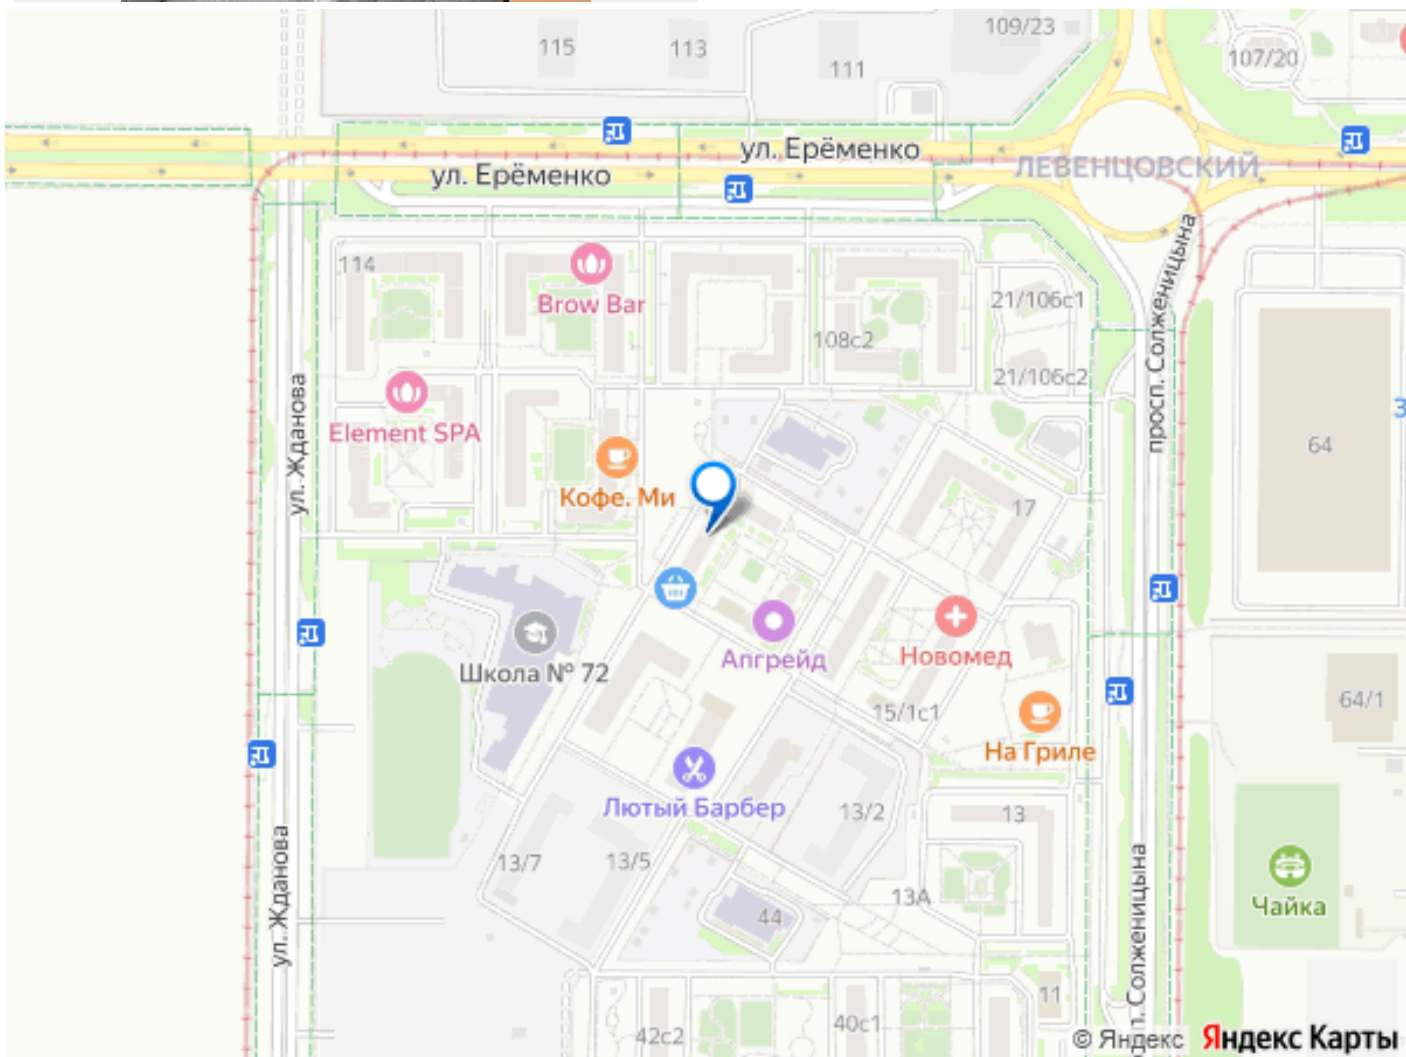 109/23
115
113
111
107/20
ул. Ерёменко
ЛЕВЕНЦОВСКИЙ
ул. Ерёменко
просп. Солженицына
114
Brow Bar
21/106с1
108с2
21/106с2
ул. Жданова
Element SPA
64
Кофе. Ми
17
Школа № 72
Апгрейд
Новомед
64/1
15/1с1
На Гриле
Лютый Барбер
13/2
13
13/7
13/5
ул. Жданова
13А
44
Чайка
п. Солженицына
11
42с2
40с1
© Яндекс Яндекс Карты